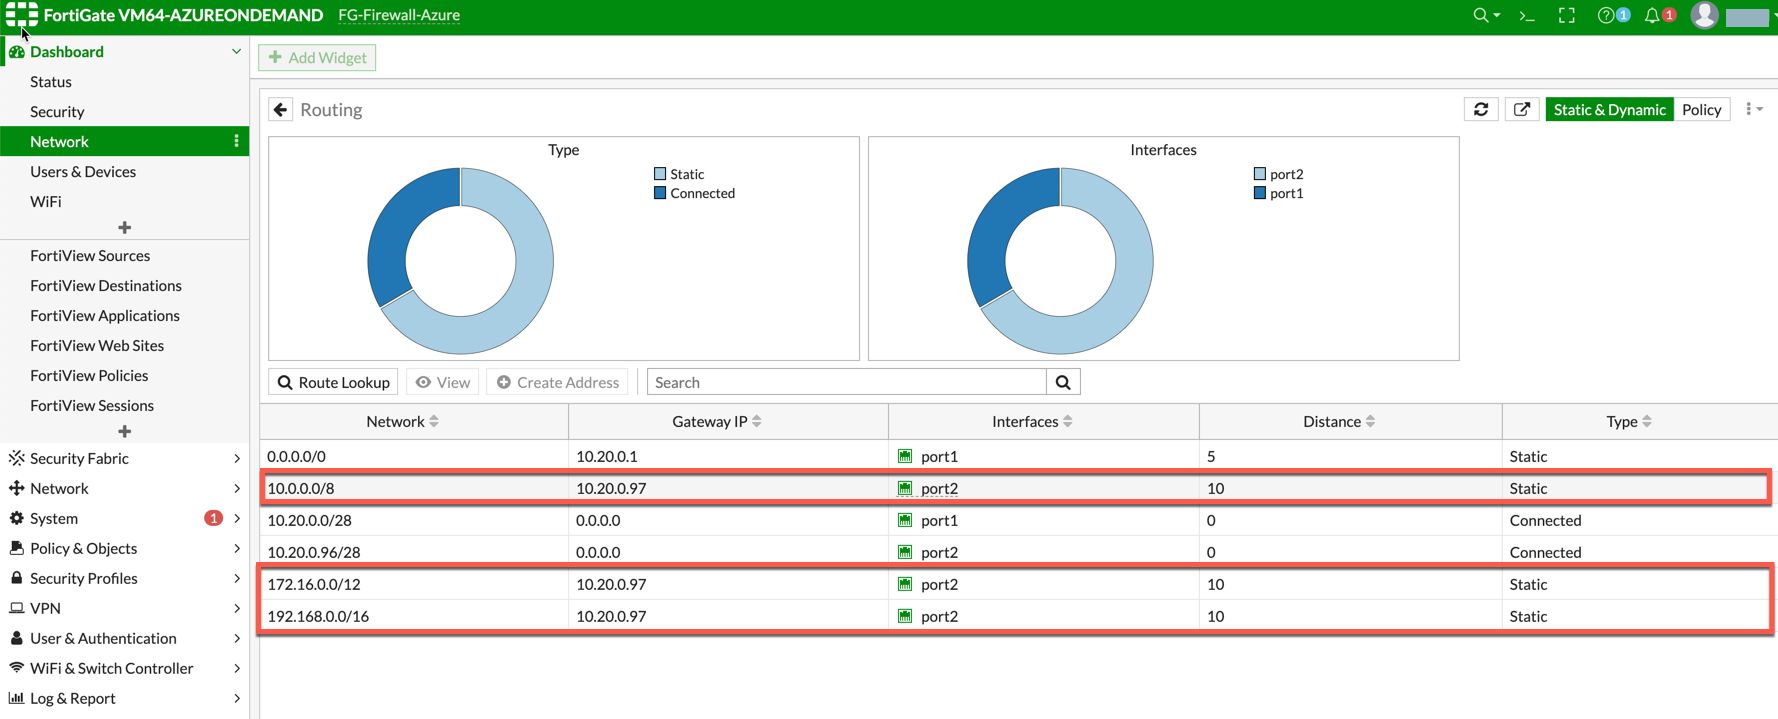 FortiGate VM64-AZUREONDEMAND FG-Firewall-Azure >_ 1 1
Dashboard
Status
Security
Network
Users & Devices
WiFi
FortiView Sources
FortiView Destinations
FortiView Applications
FortiView Web Sites
FortiView Policies
FortiView Sessions
Security Fabric
Network
System 1
Policy & Objects
Security Profiles
VPN
User & Authentication
WiFi & Switch Controller
Log & Report
Add Widget
Routing Static & Dynamic Policy
Type
Static
Connected
Interfaces
port2
port1
Route Lookup View Create Address Search
Network Gateway IP Interfaces Distance Type
0.0.0.0/0 10.20.0.1 port1 5 Static
10.0.0.0/8 10.20.0.97 port2 10 Static
10.20.0.0/28 0.0.0.0 port1 0 Connected
10.20.0.96/28 0.0.0.0 port2 0 Connected
172.16.0.0/12 10.20.0.97 port2 10 Static
192.168.0.0/16 10.20.0.97 port2 10 Static